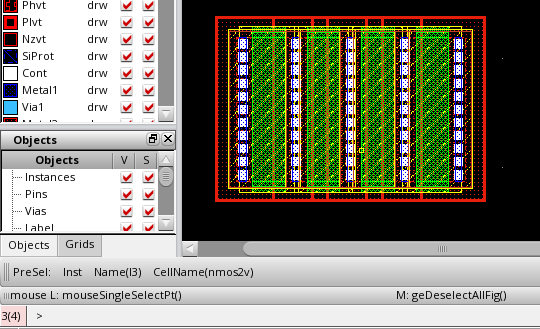 Phvt drw
Plvt drw
Nzvt drw
SiProt drw
Cont drw
Metal1 drw
Via1 drw
Objects
Objects V S
Instances
Pins
Vias
Label
Objects Grids
PreSel: Inst Name(I3) CellName(nmos2v)
mouse L: mouseSingleSelectPt() M: geDeselectAllFig()
3(4) >